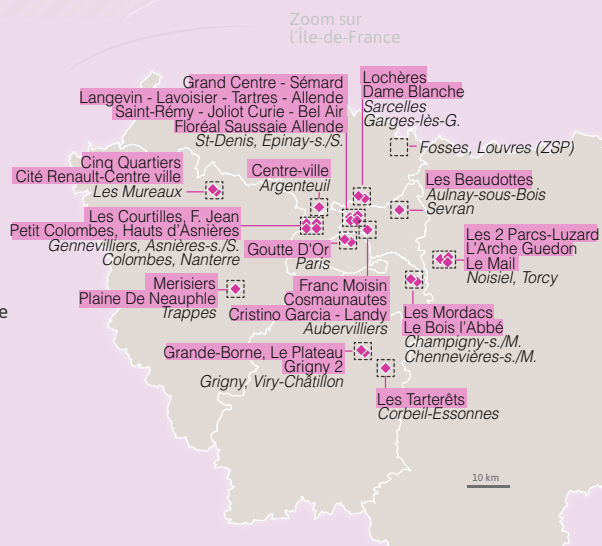 Zoom sur
l'Île-de-France
Grand Centre - Sémard
Langevin - Lavoisier - Tartres - Allende
Saint-Rémy - Joliot Curie - Bel Air
Floréal Saussaie Allende
St-Denis, Épinay-s./S.
Lochères
Dame Blanche
Sarcelles
Garges-lès-G.
Fosses, Louvres (ZSP)
Cinq Quartiers
Cité Renault-Centre ville
Les Mureaux
Centre-ville
Argenteuil
Les Beaudottes
Aulnay-sous-Bois
Sevran
Les Courtilles, F. Jean
Petit Colombes, Hauts d'Asnières
Gennevilliers, Asnières-s./S.
Colombes, Nanterre
Goutte D'Or
Paris
Les 2 Parcs-Luzard
L'Arche Guedon
Le Mail
Noisiel, Torcy
Merisiers
Plaine De Neauphle
Trappes
e
Franc Moisin
Cosmaunautes
Cristino Garcia - Landy
Aubervilliers
Les Mordacs
Le Bois l'Abbé
Champigny-s./M.
Chennevières-s./M.
Grande-Borne, Le Plateau
Grigny 2
Grigny, Viry-Châtillon
Les Tarterêts
Corbeil-Essonnes
10 km